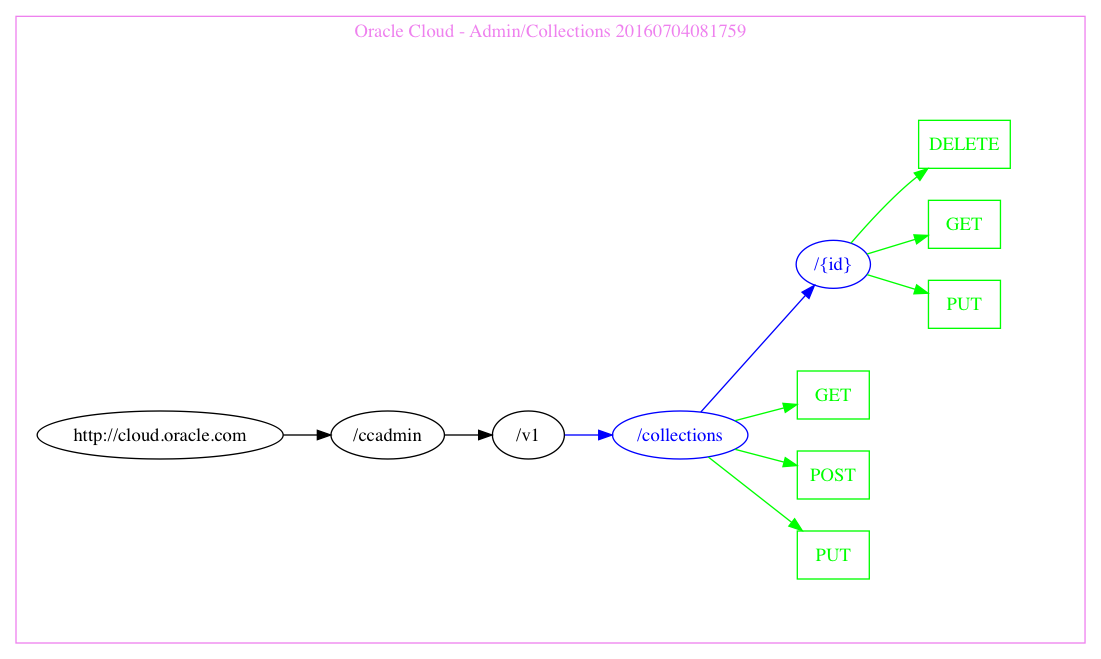 Oracle Cloud - Admin/Collections 20160704081759
DELETE
GET
/{id}
PUT
GET
http://cloud.oracle.com
/ccadmin
/v1
/collections
POST
PUT